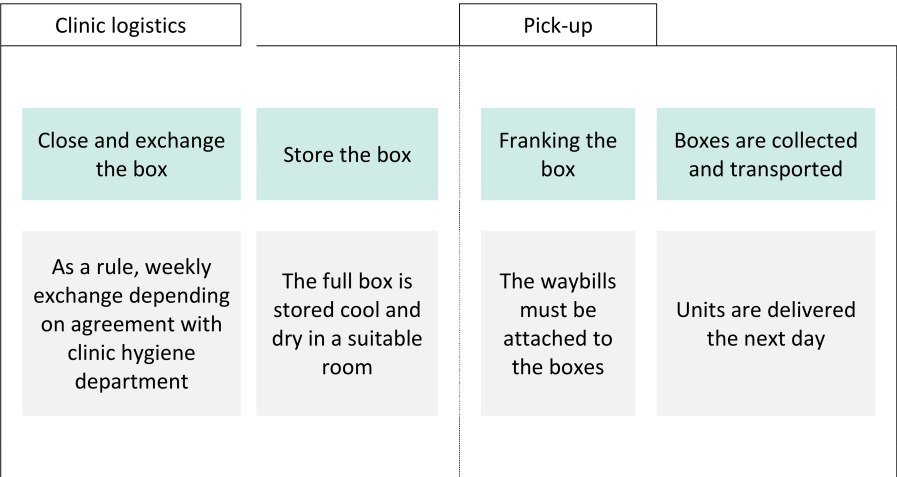 Clinic logistics
Pick-up
Close and exchange
the box
Store the box
Franking the
box
Boxes are collected
and transported
As a rule, weekly
exchange depending
on agreement with
clinic hygiene
department
The full box is
stored cool and
dry in a suitable
room
The waybills
must be
attached to
the boxes
Units are delivered
the next day